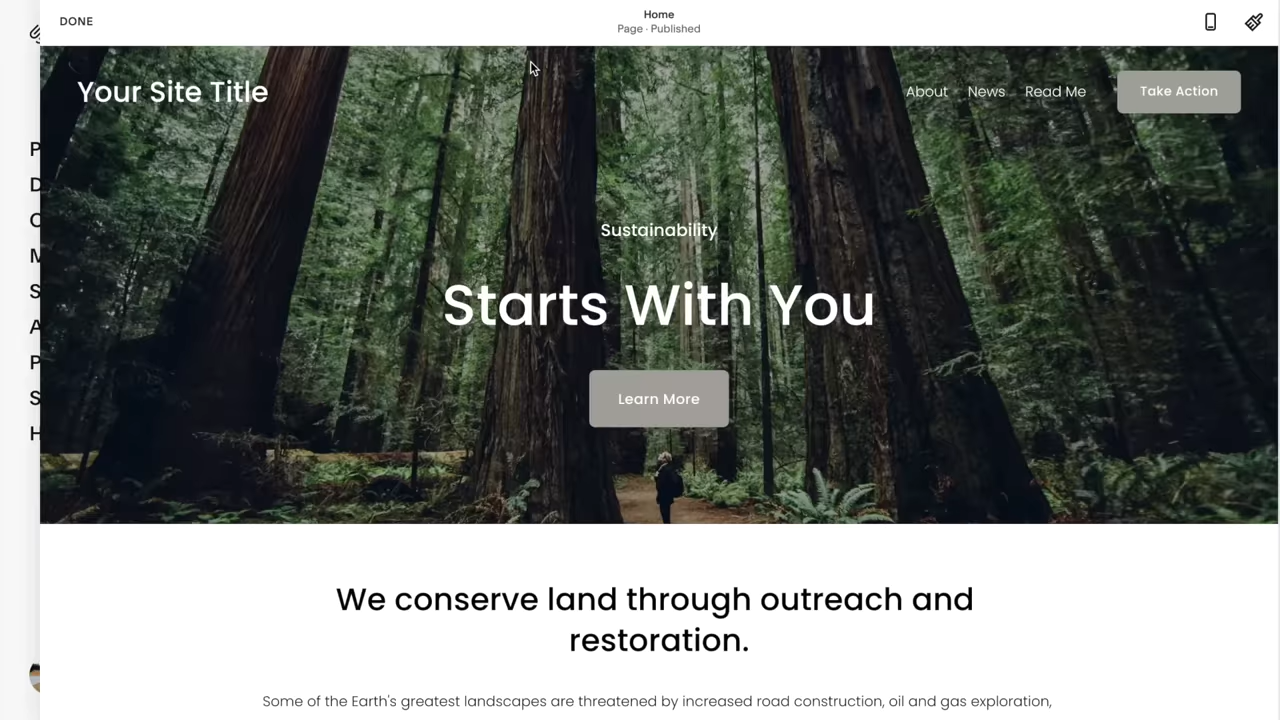 DONE
Home
Page · Published
Your Site Title
About News Read Me Take Action
Sustainability
Starts With You
Learn More
P
D
C
M
S
A
P
S
H
We conserve land through outreach and
restoration.
Some of the Earth's greatest landscapes are threatened by increased road construction, oil and gas exploration,